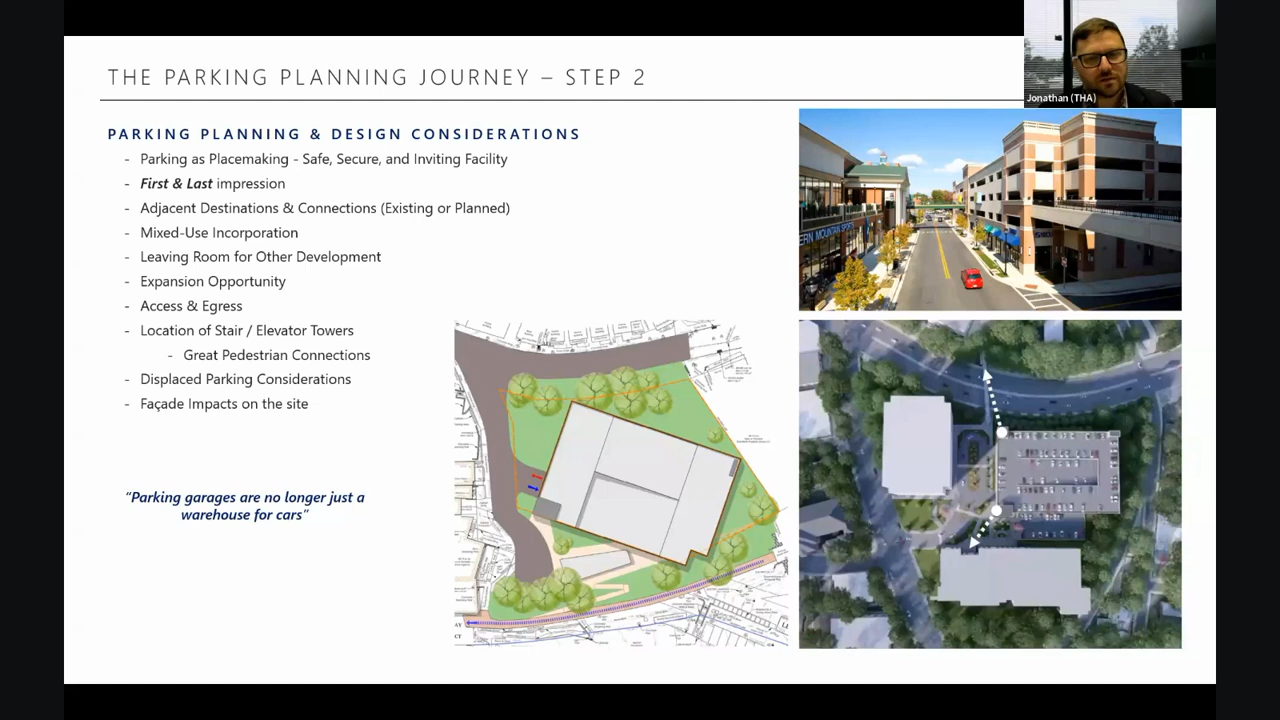 THE PARKING PLANNING JOURNEY – STEP 2
Jonathan (THA)
PARKING PLANNING & DESIGN CONSIDERATIONS
- Parking as Placemaking - Safe, Secure, and Inviting Facility
- First & Last impression
- Adjacent Destinations & Connections (Existing or Planned)
- Mixed-Use Incorporation
- Leaving Room for Other Development
- Expansion Opportunity
- Access & Egress
- Location of Stair / Elevator Towers
- Great Pedestrian Connections
- Displaced Parking Considerations
- Façade Impacts on the site
"Parking garages are no longer just a
warehouse for cars"
ERN MOUNTAIN SPORTS